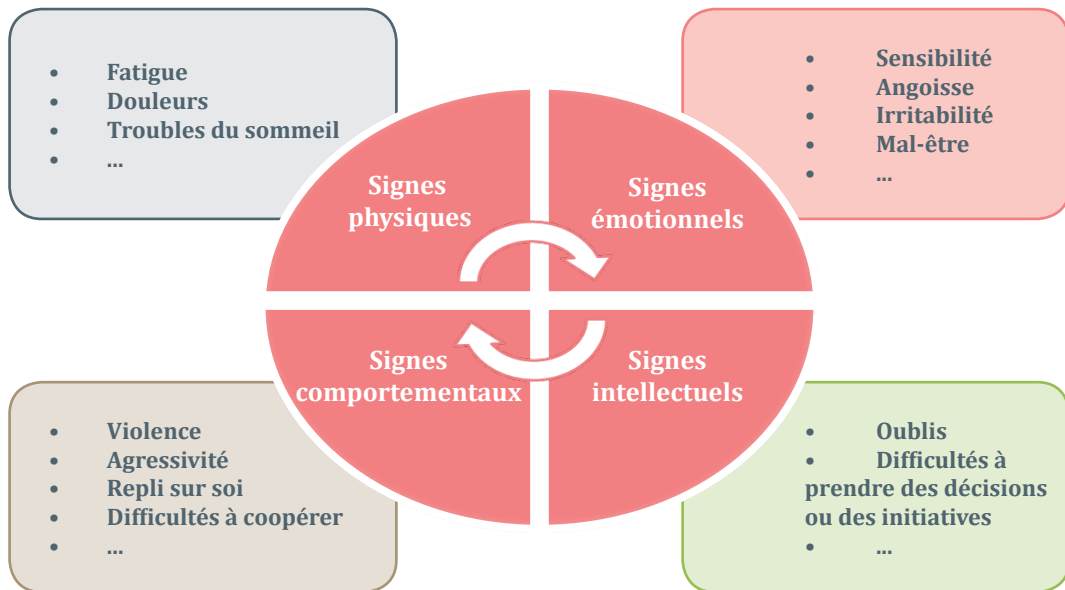 • Fatigue
• Douleurs
• Troubles du sommeil
• ...
• Sensibilité
• Angoisse
• Irritabilité
• Mal-être
• ...
Signes
physiques
Signes
émotionnels
Signes
comportementaux
Signes
intellectuels
• Violence
• Agressivité
• Repli sur soi
• Difficultés à coopérer
• ...
• Oublis
• Difficultés à
prendre des décisions
ou des initiatives
• ...